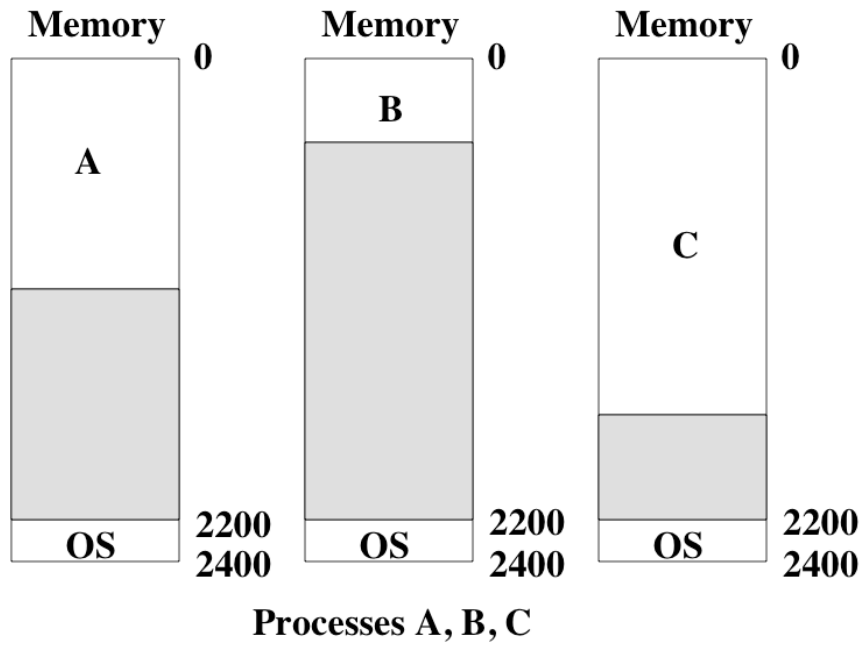 Memory
0
A
2200
OS
2400
Memory
0
B
2200
OS
2400
Memory
0
C
2200
OS
2400
Processes A, B, C